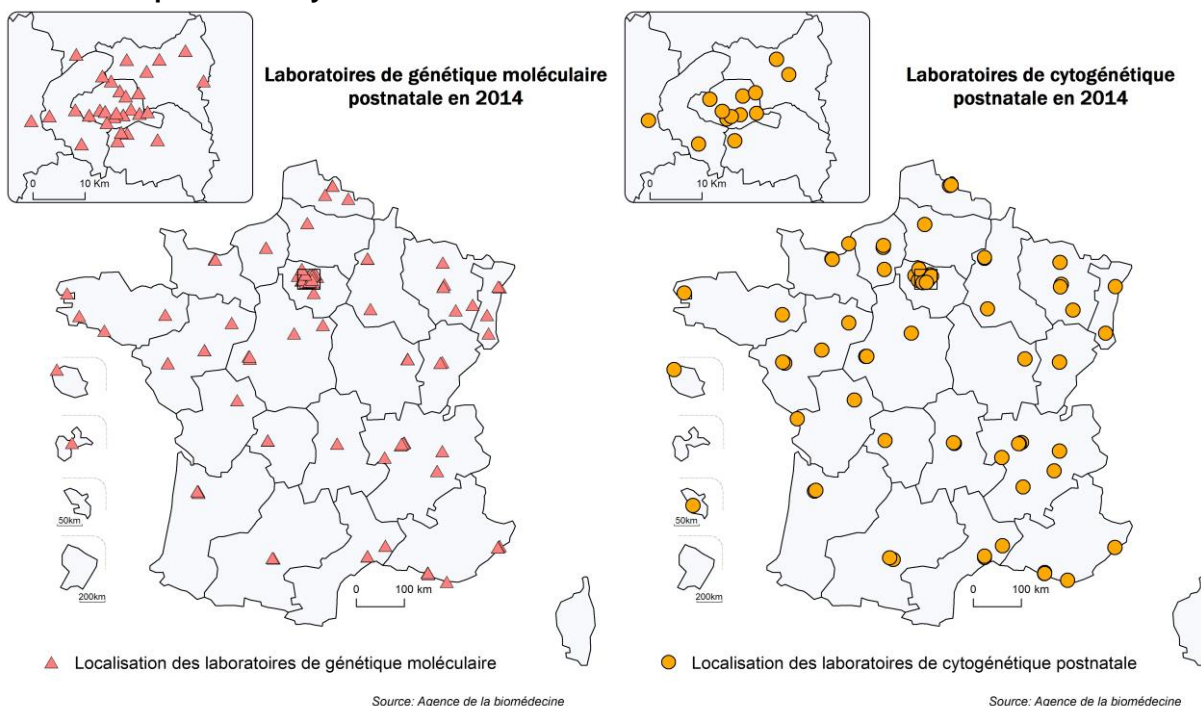 Laboratoires de génétique moléculaire
postnatale en 2014
0 10 Km
50km
200km
0 100 km
Localisation des laboratoires de génétique moléculaire
Source: Agence de la biomédecine
Laboratoires de cytogénétique
postnatale en 2014
0 10 Km
50km
200km
0 100 km
Localisation des laboratoires de cytogénétique postnatale
Source: Agence de la biomédecine